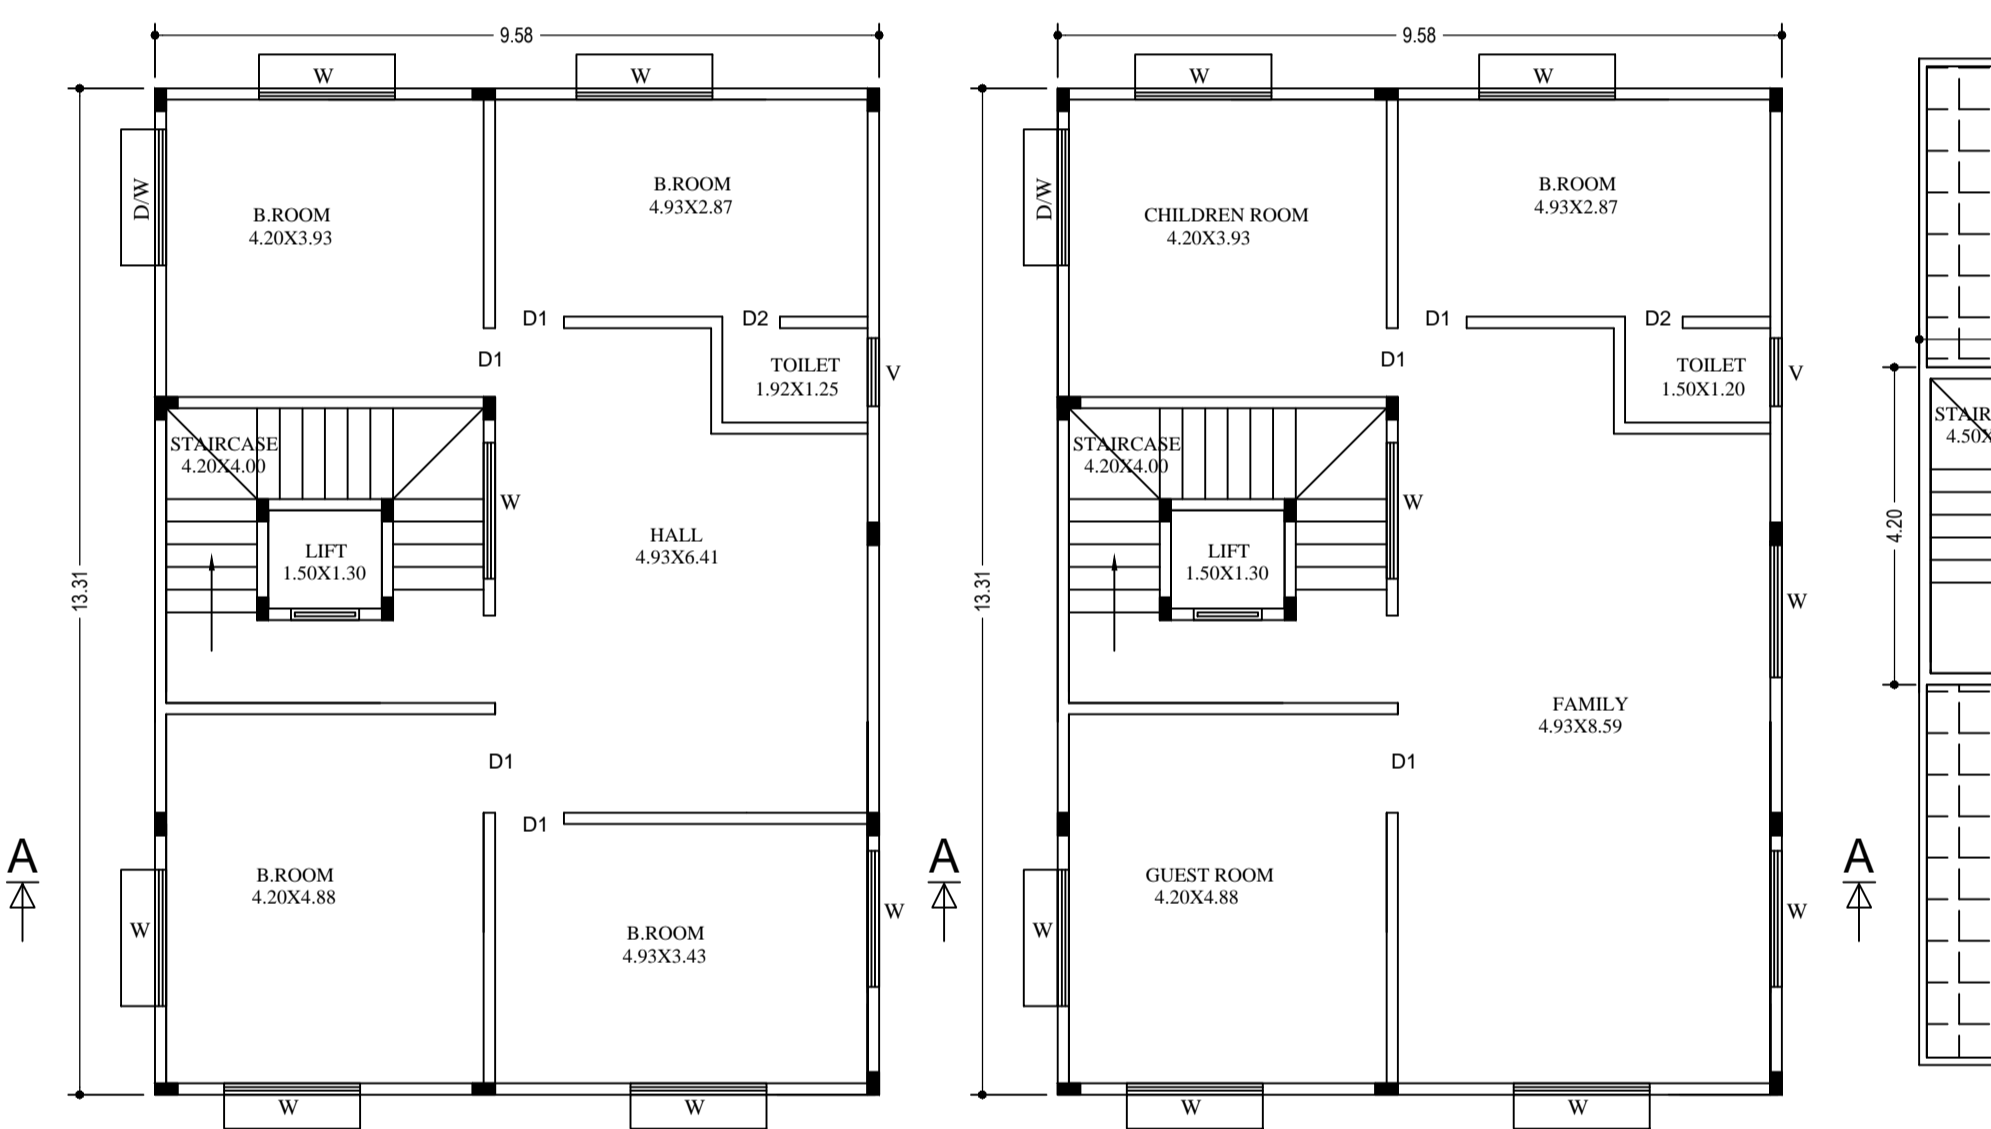 9.58
W
W
D/W
B.ROOM
4.20X3.93
B.ROOM
4.93X2.87
D1
D2
D1
TOILET
1.92X1.25
V
STAIRCASE
4.20X4.00
W
LIFT
1.50X1.30
HALL
4.93X6.41
13.31
D1
D1
A
B.ROOM
4.20X4.88
W
B.ROOM
4.93X3.43
W
W
W
9.58
W
W
D/W
CHILDREN ROOM
4.20X3.93
B.ROOM
4.93X2.87
D1
D2
D1
TOILET
1.50X1.20
V
STAIRCASE
4.20X4.00
W
LIFT
1.50X1.30
13.31
W
FAMILY
4.93X8.59
D1
A
GUEST ROOM
4.20X4.88
W
W
W
W
A
STAIR
4.50X
4.20